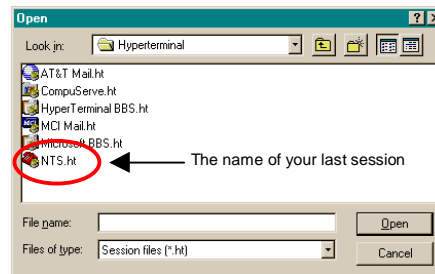 Open
Look in: Hyperterminal
AT&T Mail.ht
CompuServe.ht
HyperTerminal BBS.ht
MCI Mail.ht
Microsoft BBS.ht
NTS.ht The name of your last session
File name: Open
Files of type: Session files (*.ht) Cancel